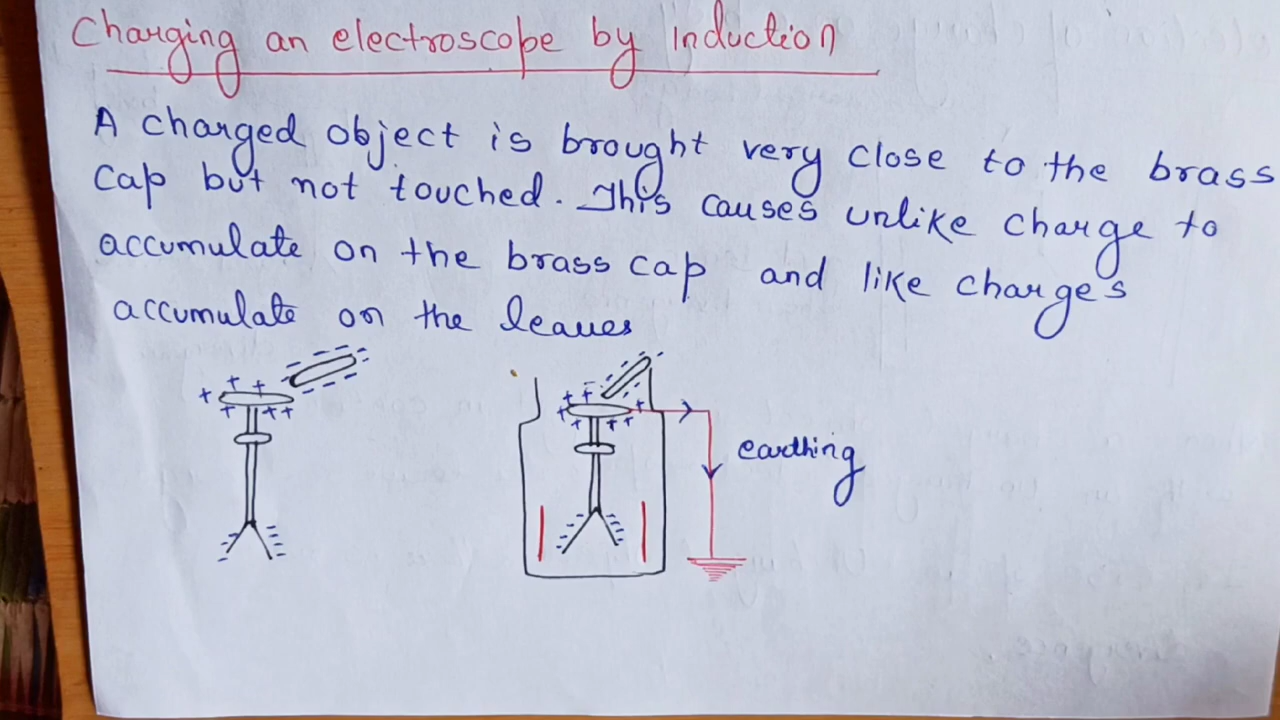 Charging an electroscope by Induction
A charged object is brought very close to the brass
cap but not touched. This causes unlike charge to
accumulate on the brass cap and like charges
accumulate on the leaves
earthing